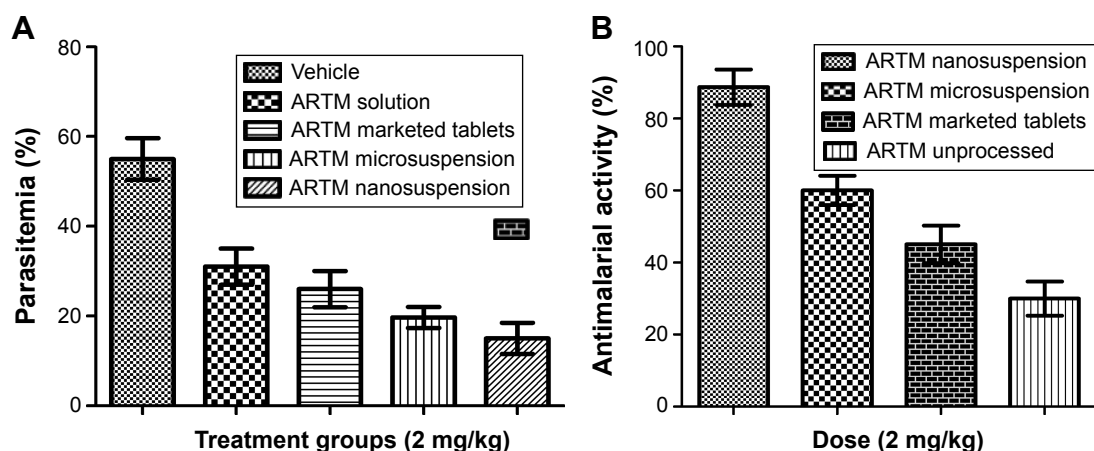 A
Parasitemia (%)
80
60
40
20
0
Vehicle
ARTM solution
ARTM marketed tablets
ARTM microsuspension
ARTM nanosuspension
Treatment groups (2 mg/kg)
B
Antimalarial activity (%)
100
80
60
40
20
0
ARTM nanosuspension
ARTM microsuspension
ARTM marketed tablets
ARTM unprocessed
Dose (2 mg/kg)